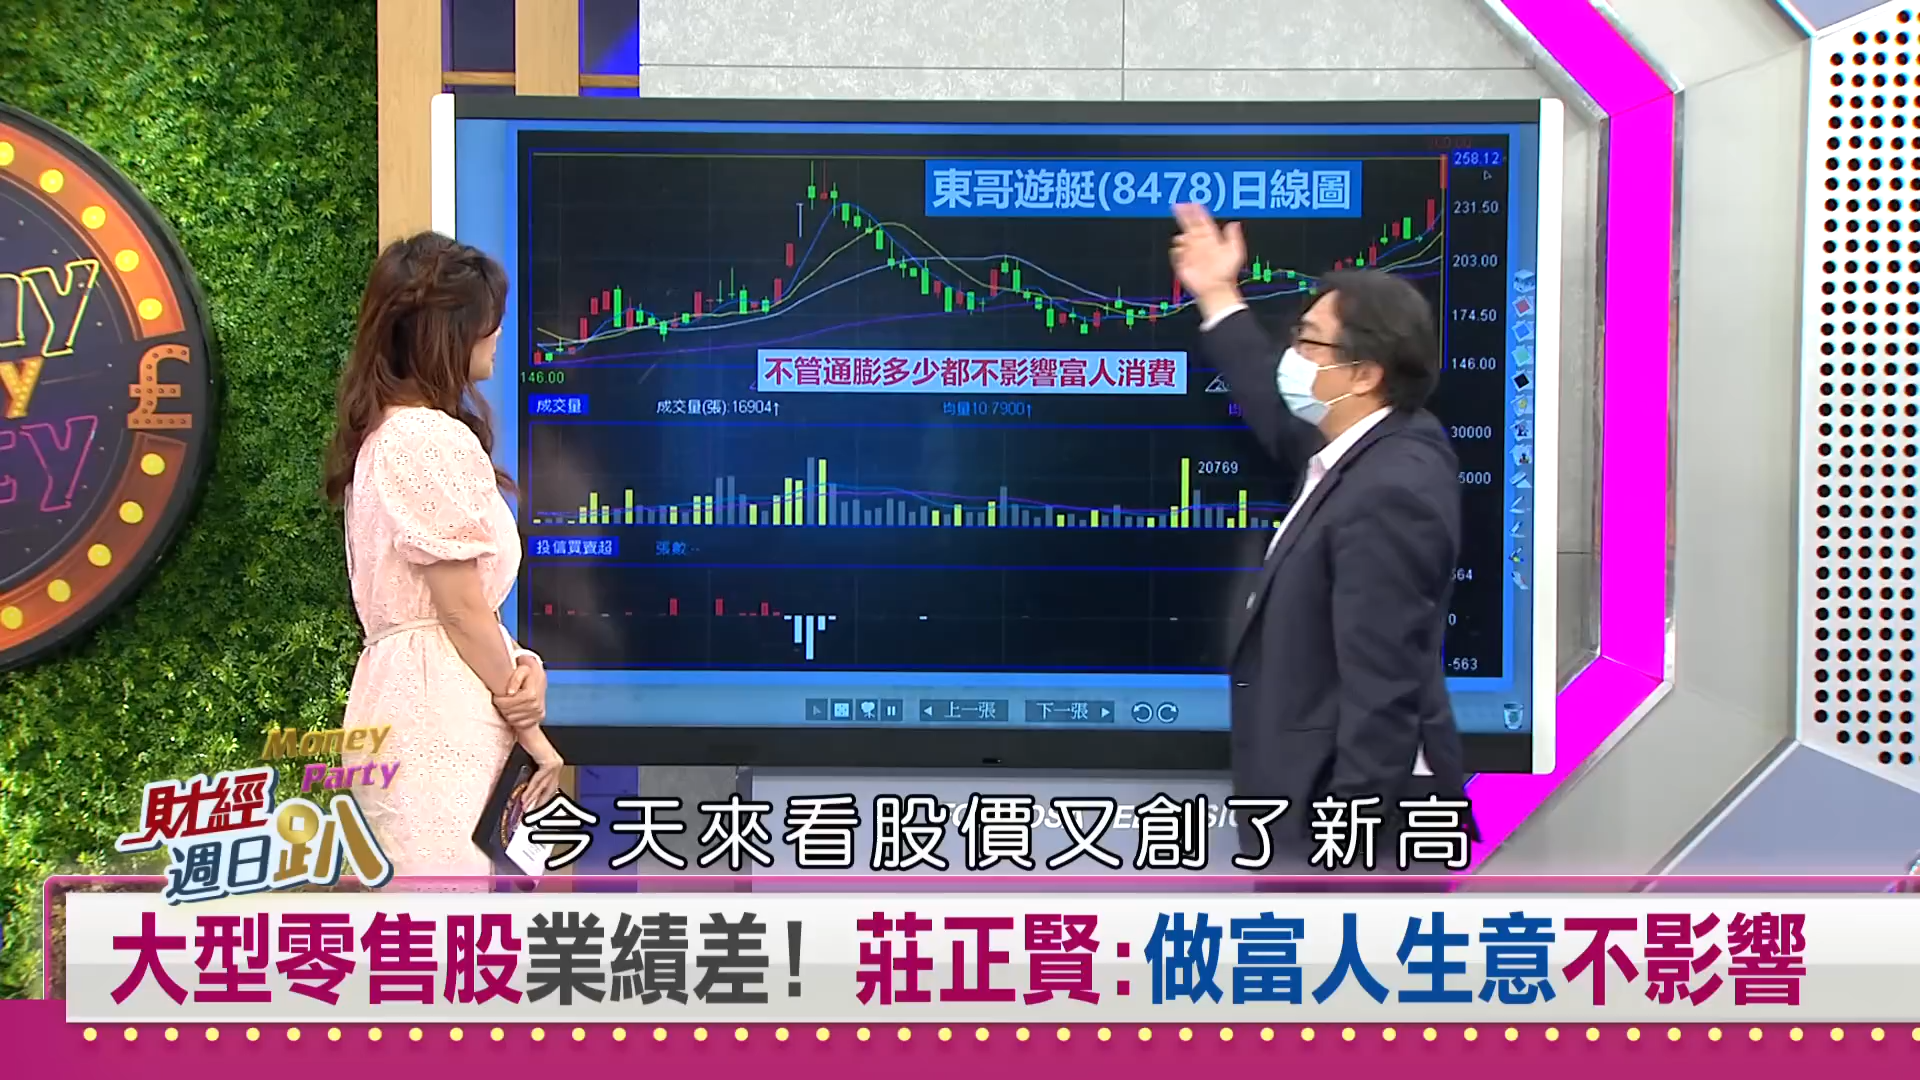 東哥遊艇(8478)日線圖
258.12
231.50
203.00
174.50
146.00
146.00
不管通膨多少都不影響富人消費
成交量
成交量(張):16904↑
均量10:7900↑
30000
5000
20769
投信買賣超
張數:--
564
0
-563
上一張
下一張
Money
Party
財經
週日趴
今天來看股價又創了新高
大型零售股業績差! 莊正賢:做富人生意不影響